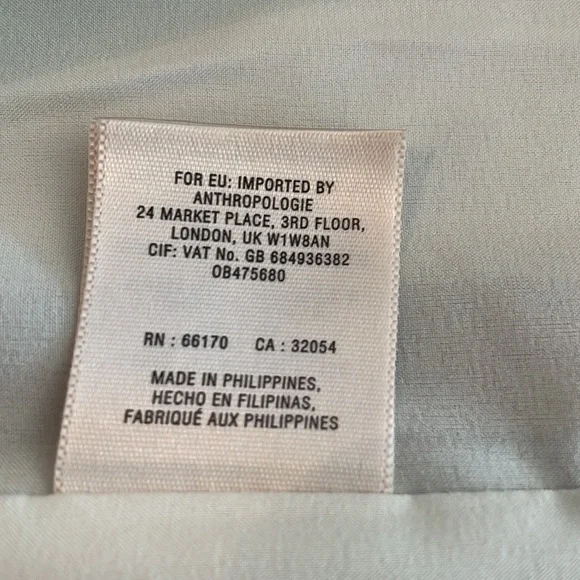 FOR EU: IMPORTED BY
ANTHROPOLOGIE
24 MARKET PLACE, 3RD FLOOR,
LONDON, UK W1W8AN
CIF: VAT No. GB 684936382
OB475680
RN : 66170 CA : 32054
MADE IN PHILIPPINES,
HECHO EN FILIPINAS,
FABRIQUÉ AUX PHILIPPINES